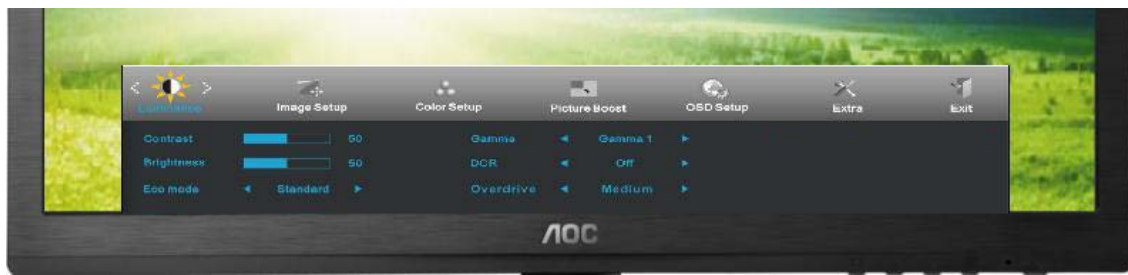 < >
Luminance Image Setup Color Setup Picture Boost OSD Setup Extra Exit
Contrast 50 Gamma Gamma 1
Brightness 50 DCR Off
Eco mode Standard Overdrive Medium
AOC